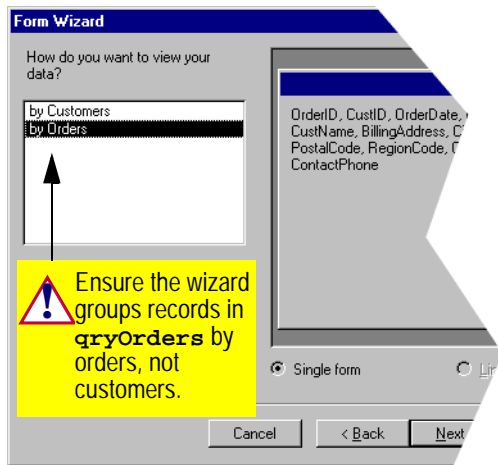 Form Wizard
How do you want to view your
data?
by Customers
by Orders
OrderID, CustID, OrderDate,
CustName, BillingAddress,
PostalCode, RegionCode,
ContactPhone
Ensure the wizard
groups records in
qryOrders by
orders, not
customers.
Single form
Cancel
< Back
Next